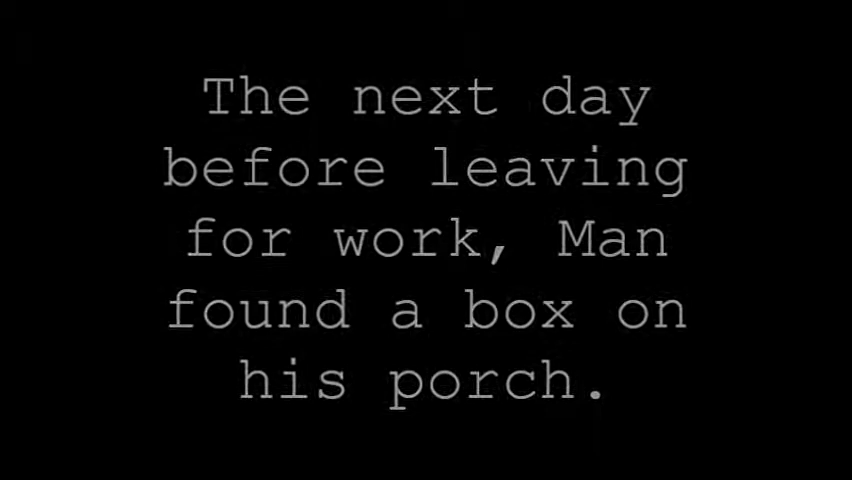 The next day
before leaving
for work, Man
found a box on
his porch.